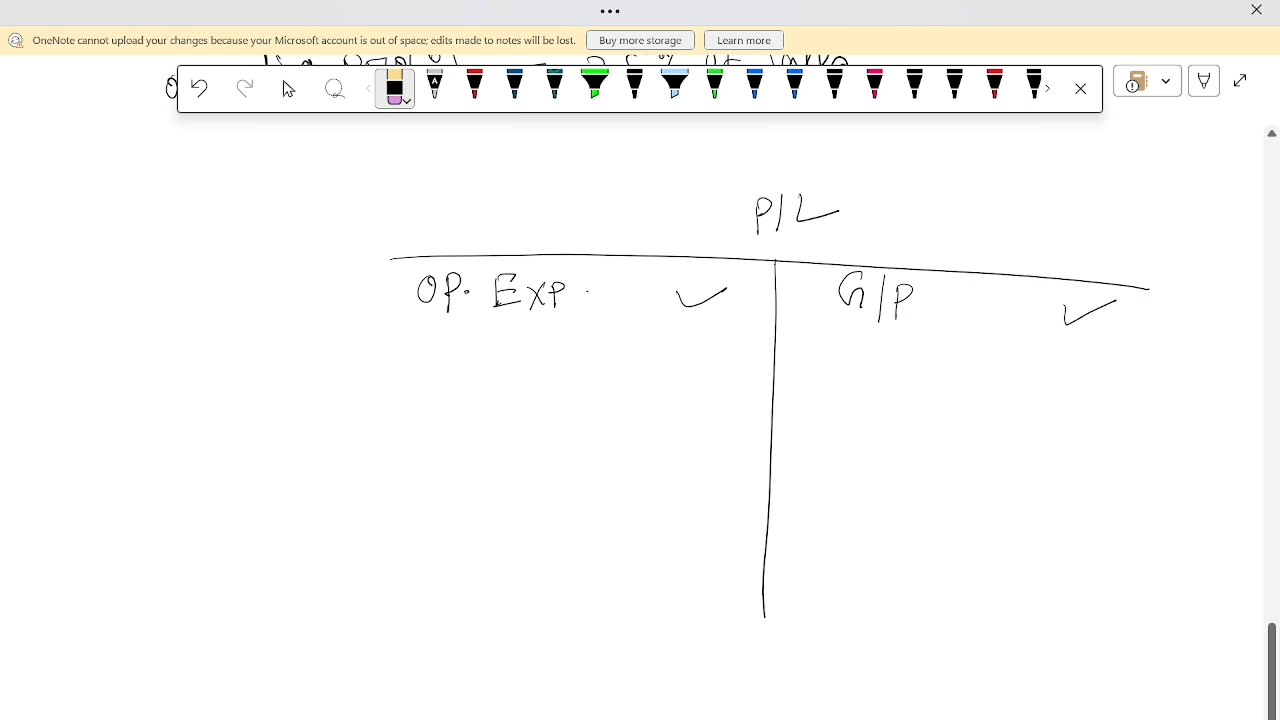 OneNote cannot upload your changes because your Microsoft account is out of space; edits made to notes will be lost. Buy more storage Learn more
P/L
OP. Exp. G/P